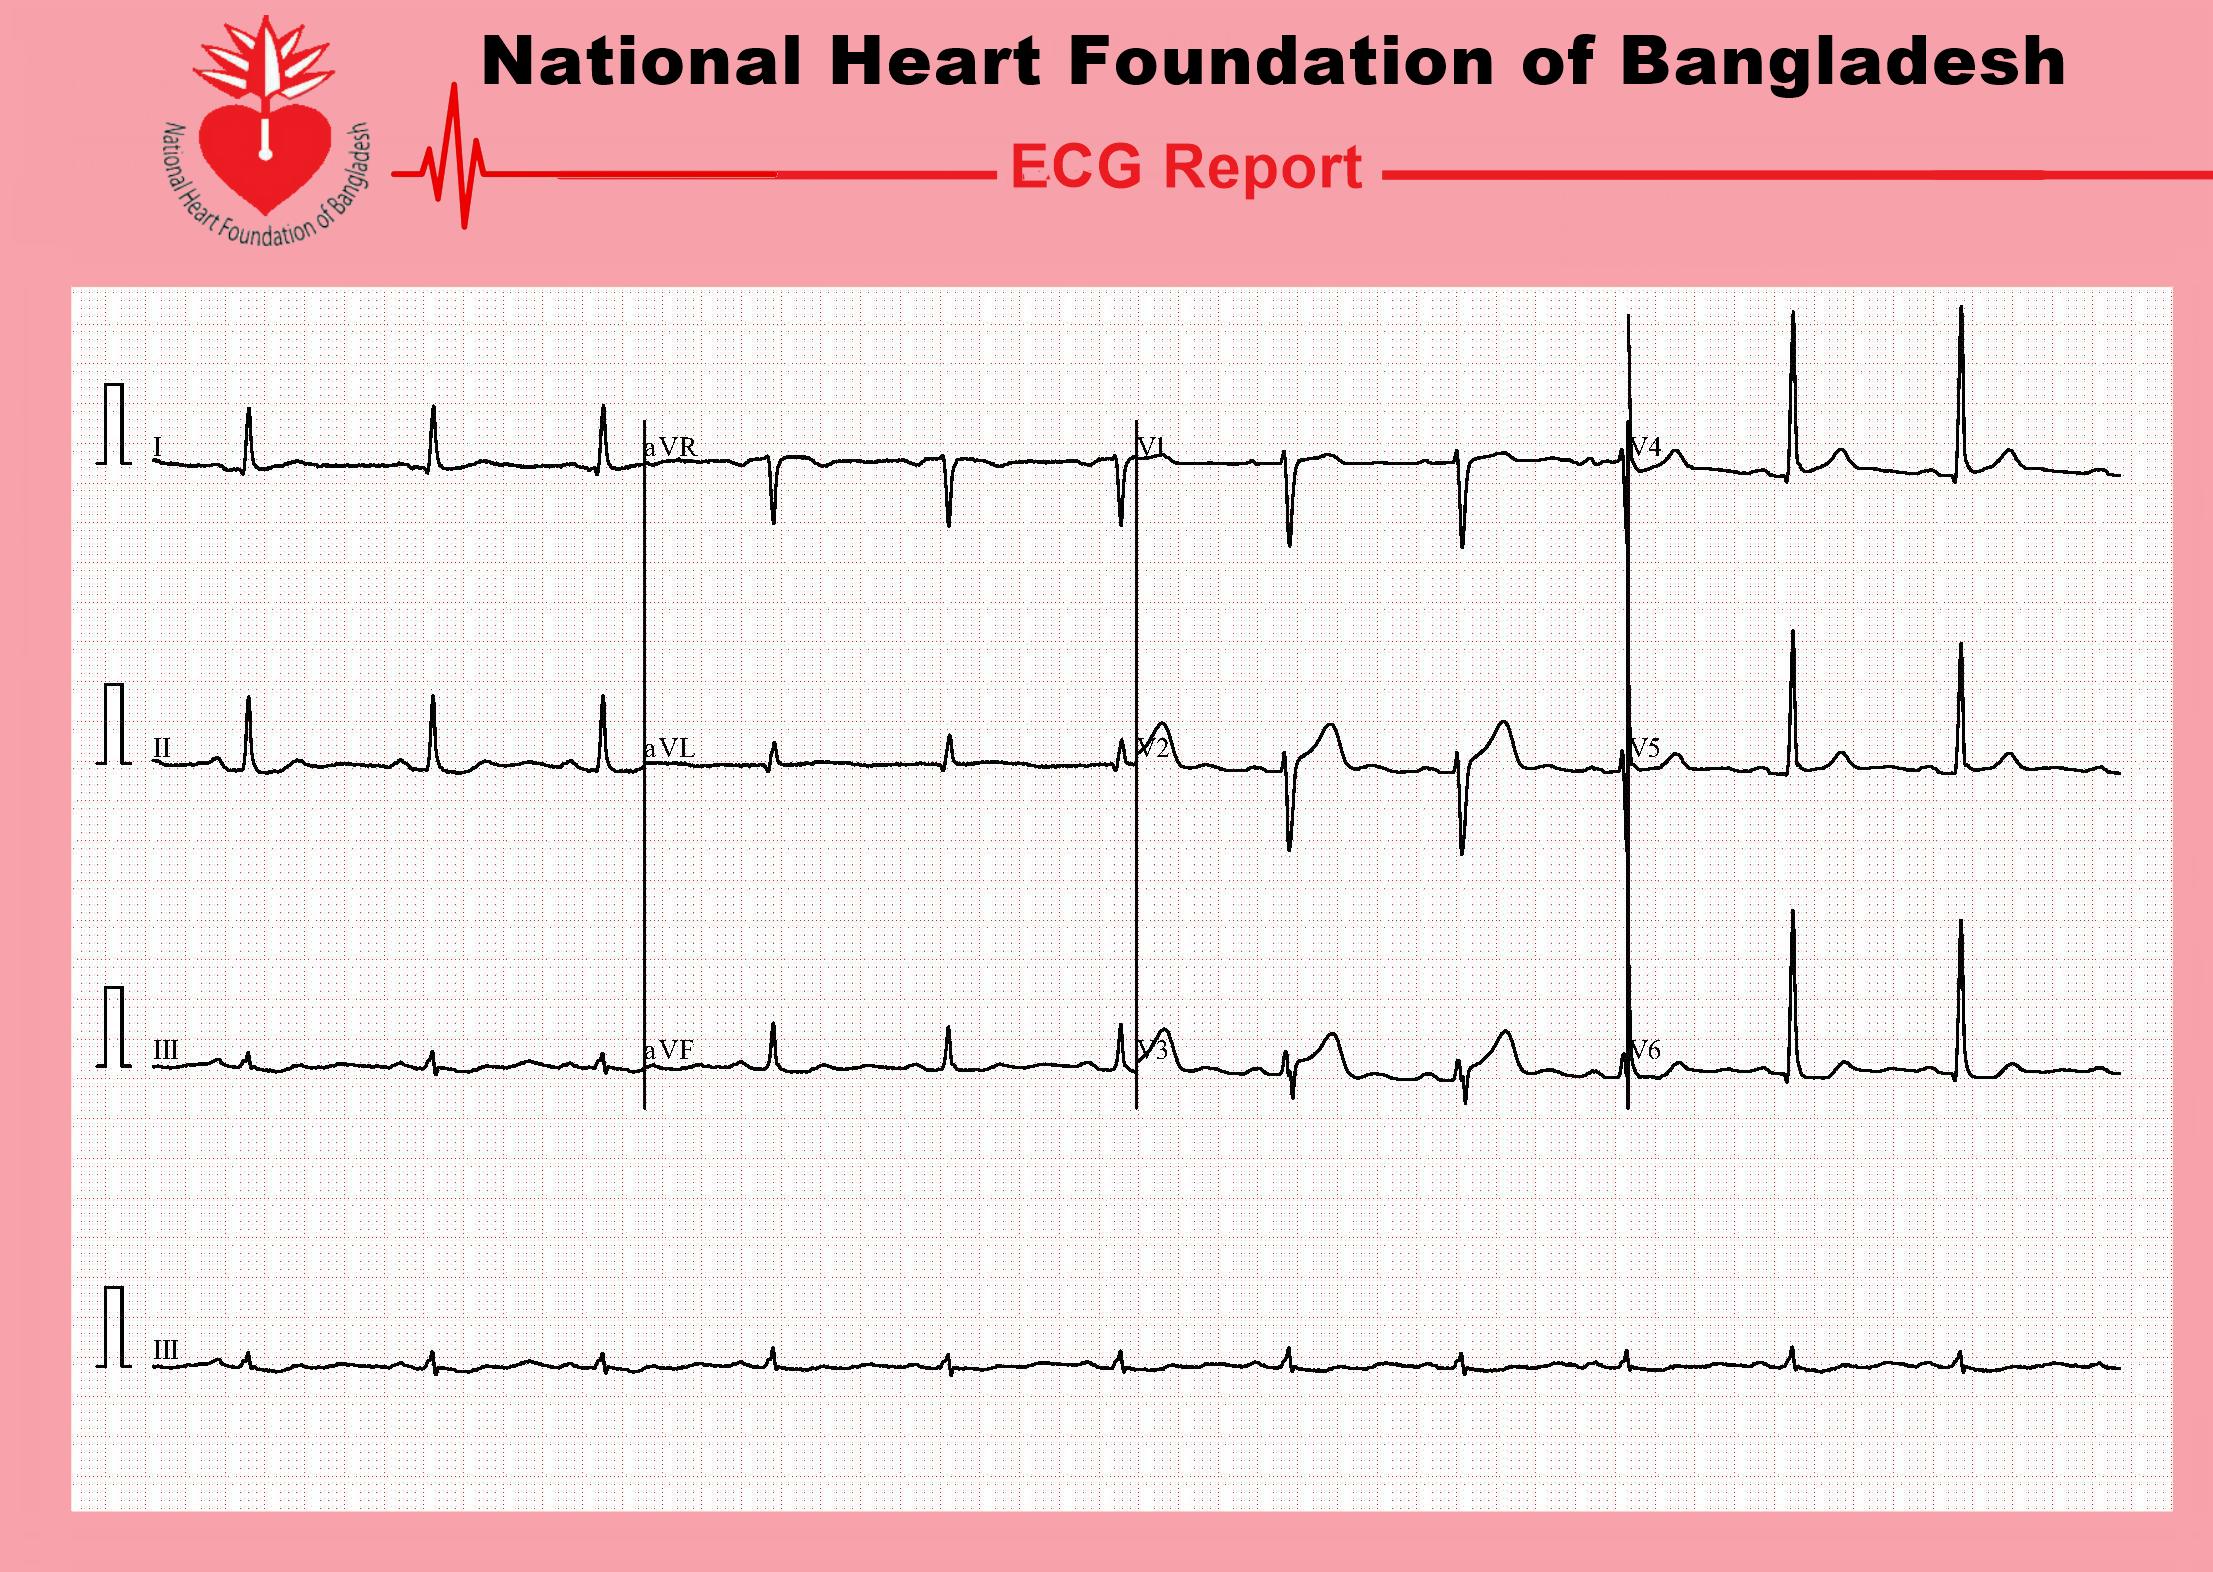 National Heart Foundation of Bangladesh
National Heart Foundation of Bangladesh
ECG Report
I
aVR
V1
V4
II
aVL
V2
V5
III
aVF
V3
V6
III